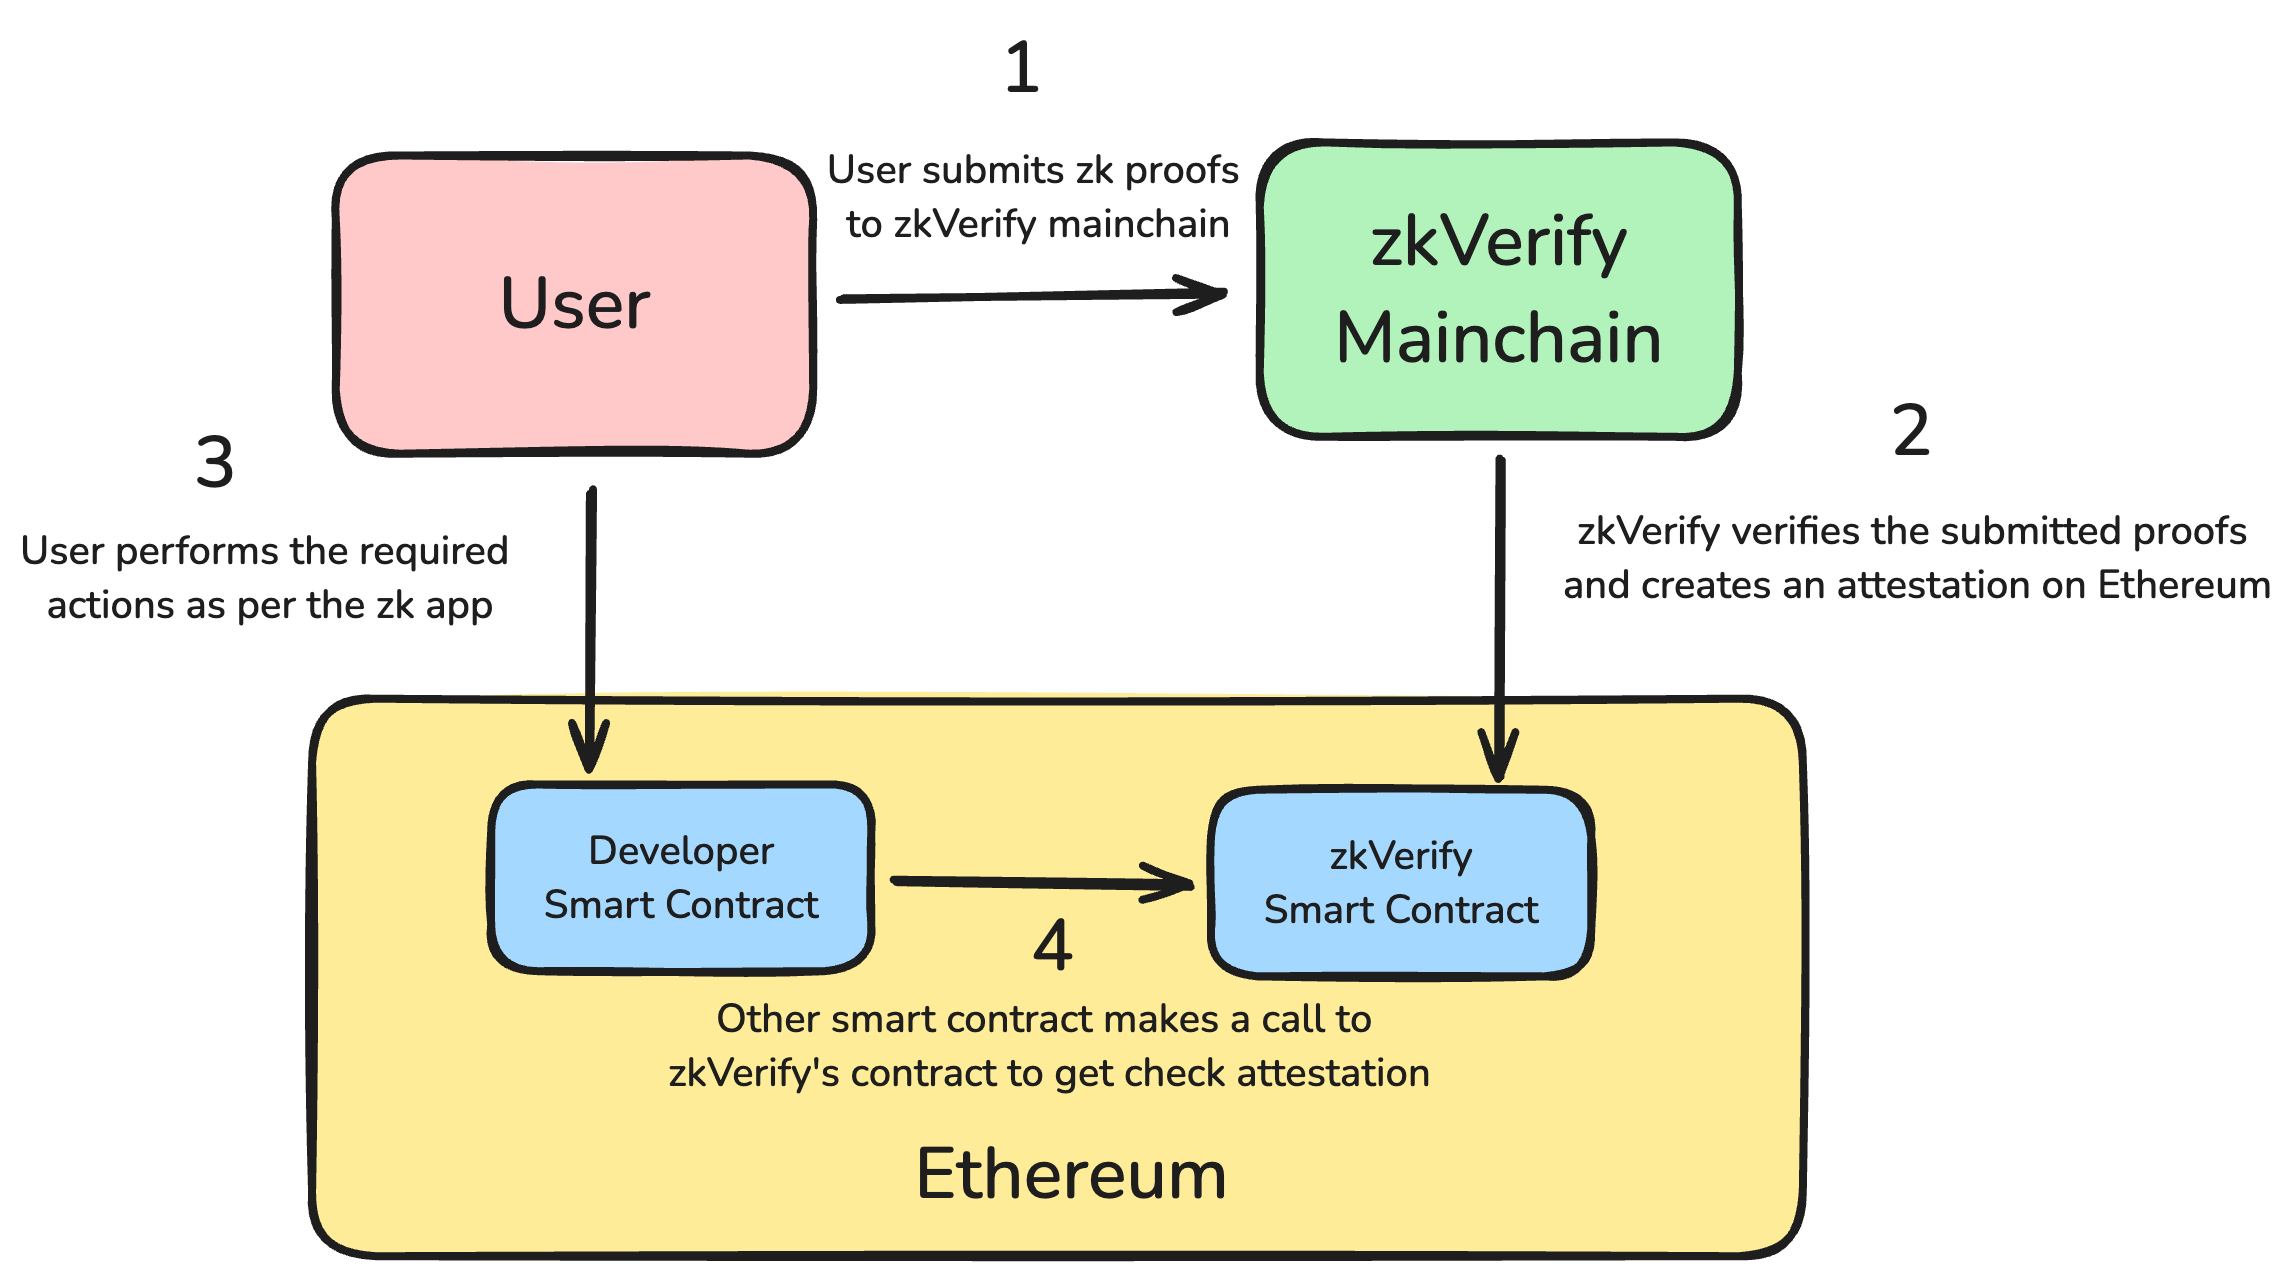 1
User submits zk proofs
to zkVerify mainchain
User
zkVerify
Mainchain
2
zkVerify verifies the submitted proofs
and creates an attestation on Ethereum
3
User performs the required
actions as per the zk app
Developer
Smart Contract
zkVerify
Smart Contract
4
Other smart contract makes a call to
zkVerify's contract to get check attestation
Ethereum